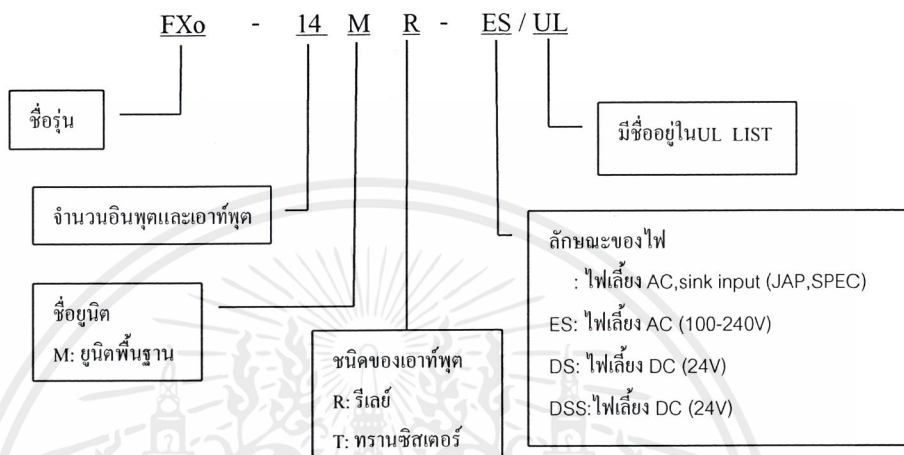 FXo - 14 M R - ES / UL
ชื่อรุ่น
มีชื่ออยู่ในUL LIST
จำนวนอินพุตและเอาท์พุต
ลักษณะของไฟ
: ไฟเลี้ยง AC,sink input (JAP,SPEC)
ES: ไฟเลี้ยง AC (100-240V)
DS: ไฟเลี้ยง DC (24V)
DSS: ไฟเลี้ยง DC (24V)
ชื่อยูนิต
M: ยูนิตพื้นฐาน
ชนิดของเอาท์พุต
R: รีเลย์
T: ทรานซิสเตอร์